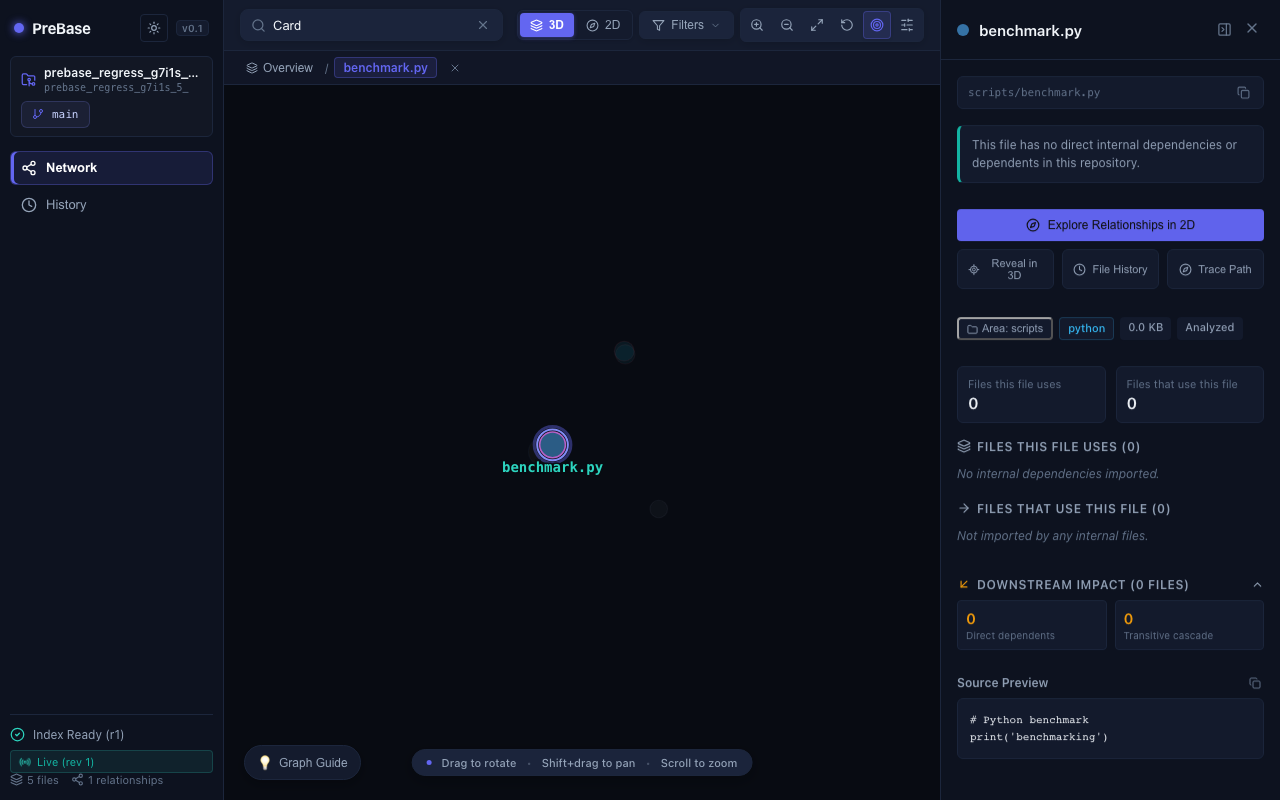 PreBase
v0.1
prebase_regress_g7i1s_...
prebase_regress_g7i1s_5_
main
Network
History
Index Ready (r1)
Live (rev 1)
5 files
1 relationships
Card
3D
2D
Filters
Overview / benchmark.py
benchmark.py
Graph Guide
Drag to rotate · Shift+drag to pan · Scroll to zoom
benchmark.py
scripts/benchmark.py
This file has no direct internal dependencies or
dependents in this repository.
Explore Relationships in 2D
Reveal in
3D
File History
Trace Path
Area: scripts
python
0.0 KB
Analyzed
Files this file uses
0
Files that use this file
0
FILES THIS FILE USES (0)
No internal dependencies imported.
FILES THAT USE THIS FILE (0)
Not imported by any internal files.
DOWNSTREAM IMPACT (0 FILES)
0
Direct dependents
0
Transitive cascade
Source Preview
# Python benchmark
print('benchmarking')